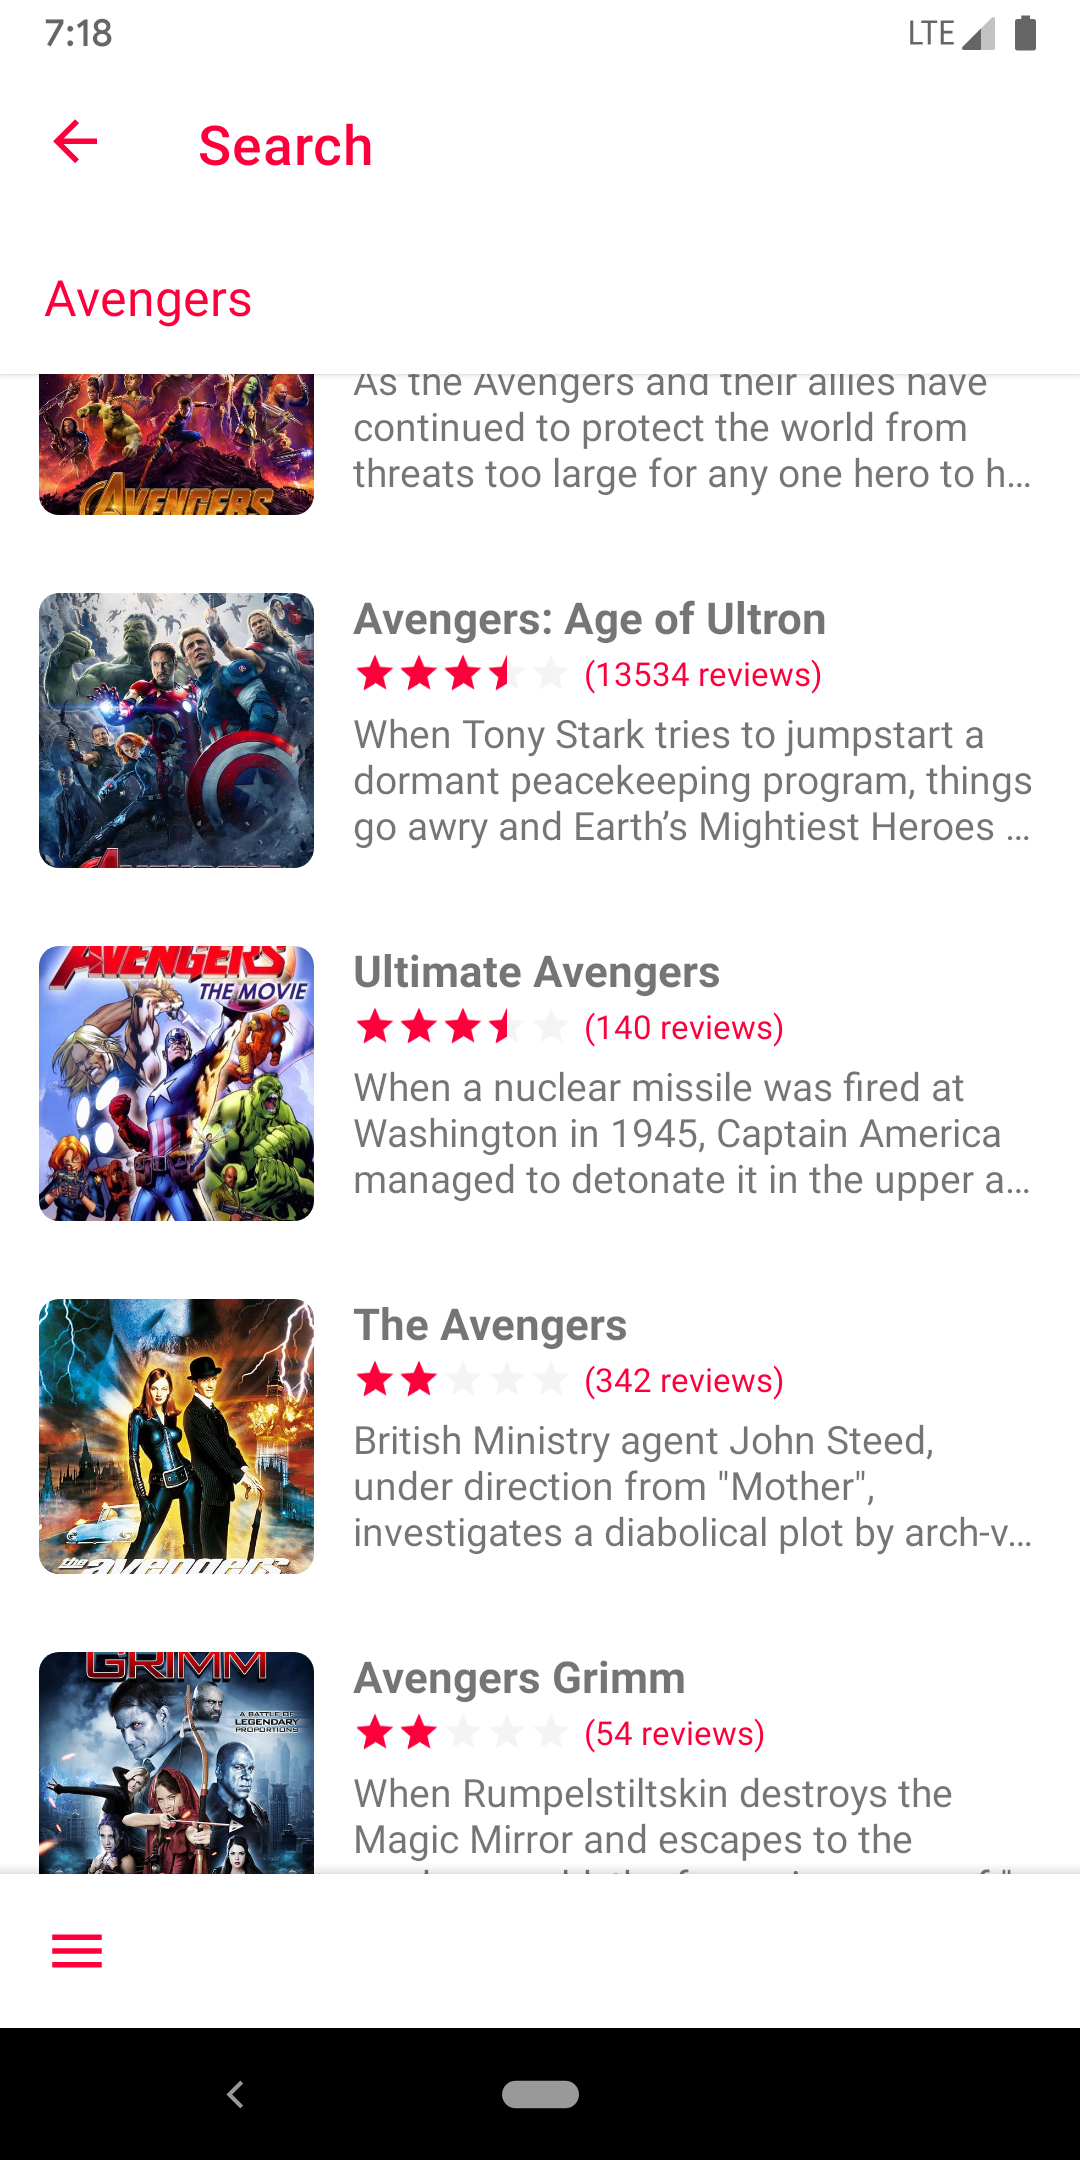 7:18
LTE
Search
Avengers
As the Avengers and their allies have
continued to protect the world from
threats too large for any one hero to h...
AVENGERS
Avengers: Age of Ultron
(13534 reviews)
When Tony Stark tries to jumpstart a
dormant peacekeeping program, things
go awry and Earth’s Mightiest Heroes ...
AVENGERS
THE MOVIE
Ultimate Avengers
(140 reviews)
When a nuclear missile was fired at
Washington in 1945, Captain America
managed to detonate it in the upper a...
The Avengers
(342 reviews)
British Ministry agent John Steed,
under direction from "Mother",
investigates a diabolical plot by arch-v...
the avengers
GRIMM
A BATTLE OF
LEGENDARY
PROPORTIONS
Avengers Grimm
(54 reviews)
When Rumpelstiltskin destroys the
Magic Mirror and escapes to the